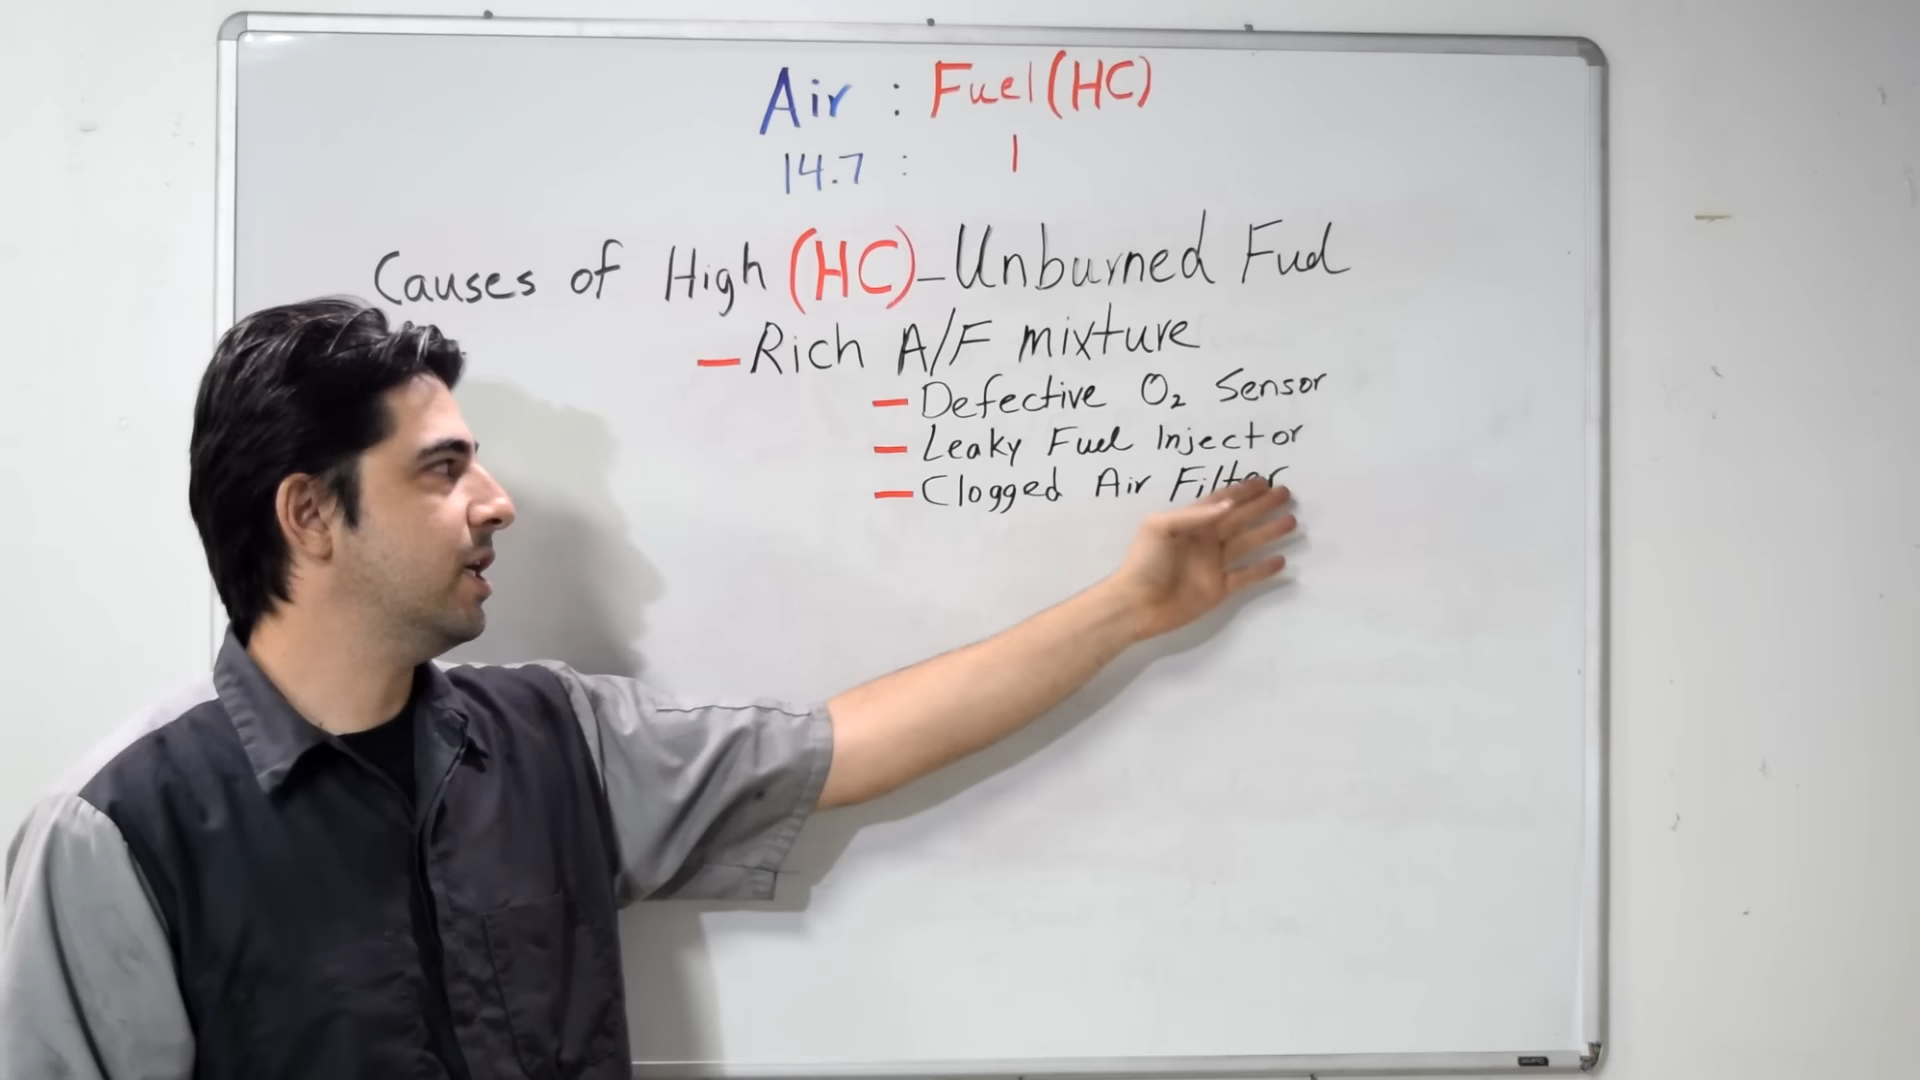 Air : Fuel (HC)
14.7 : 1
Causes of High (HC) - Unburned Fuel
- Rich A/F mixture
- Defective O₂ Sensor
- Leaky Fuel Injector
- Clogged Air Filter